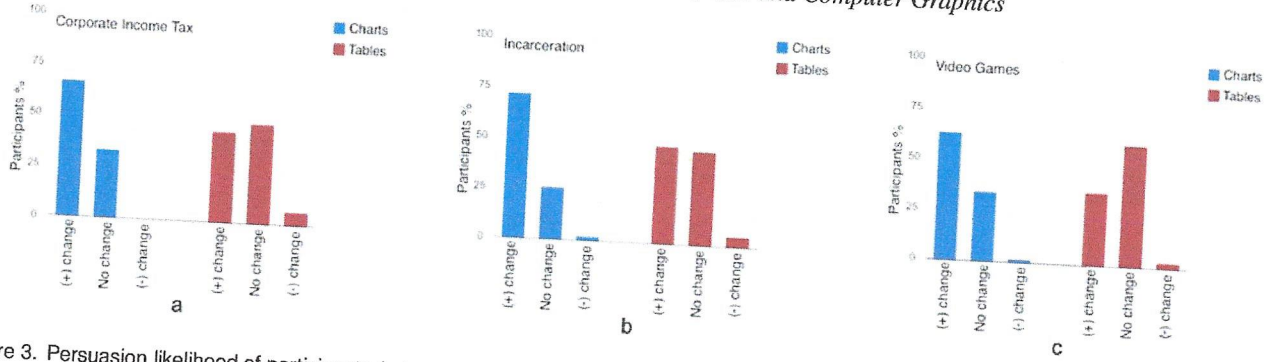 Computer Graphics
100
Corporate Income Tax
Charts
Tables
75
50
25
0
Participants %
(+) change
No change
(-) change
(+) change
No change
(-) change
a
100
Incarceration
Charts
Tables
75
50
25
0
Participants %
(+) change
No change
(-) change
(+) change
No change
(-) change
b
100
Video Games
Charts
Tables
75
50
25
0
Participants %
(+) change
No change
(-) change
(+) change
No change
(-) change
c
3. Persuasion likelihood of